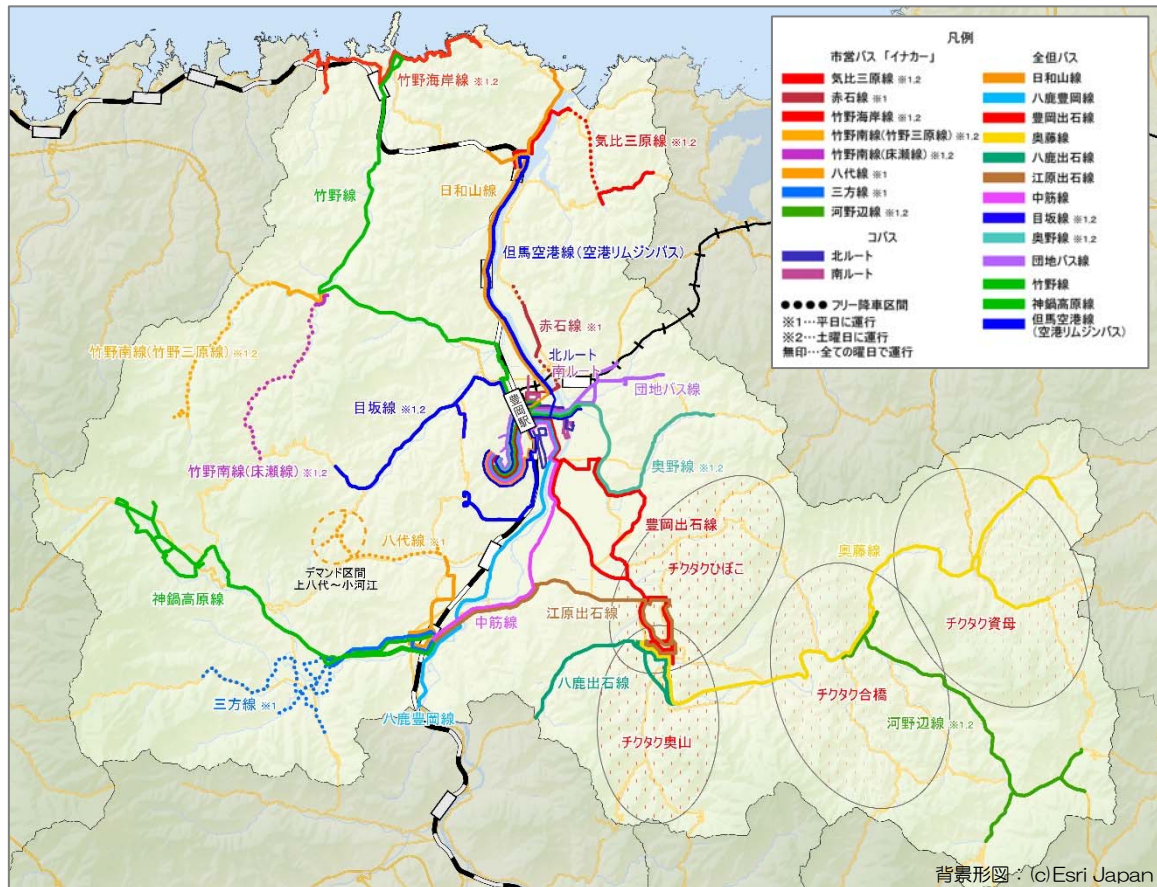 凡例
市営バス「イナカー」
気比三原線 ※1,2
赤石線 ※1
竹野海岸線 ※1,2
竹野南線(竹野三原線) ※1,2
竹野南線(床瀬線) ※1,2
八代線 ※1
三方線 ※1
河野辺線 ※1,2
コバス
北ルート
南ルート
●●●● フリー降車区間
※1…平日に運行
※2…土曜日に運行
無印…全ての曜日で運行
全但バス
日和山線
八鹿豊岡線
豊岡出石線
奥藤線
八鹿出石線
江原出石線
中筋線
目坂線 ※1,2
奥野線 ※1,2
団地バス線
竹野線
神鍋高原線
但馬空港線
(空港リムジンバス)
竹野海岸線 ※1,2
気比三原線 ※1,2
日和山線
竹野線
但馬空港線(空港リムジンバス)
赤石線 ※1
竹野南線(竹野三原線) ※1,2
北ルート
南ルート
団地バス線
目坂線 ※1,2
豊岡駅
竹野南線(床瀬線) ※1,2
奥野線 ※1,2
豊岡出石線
八代線 ※1
奥藤線
チクタクひぼこ
デマンド区間
上八代～小河江
神鍋高原線
江原出石線
中筋線
チクタク資母
八鹿出石線
チクタク合橋
三方線 ※1
八鹿豊岡線
河野辺線 ※1,2
チクタク奥山
背景形図：(c) Esri Japan